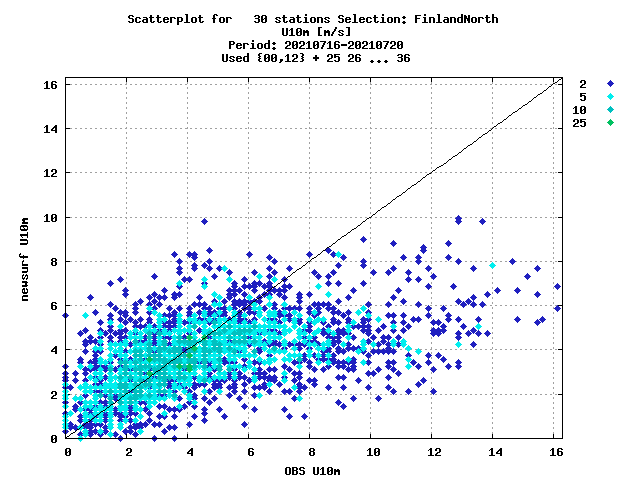 Scatterplot for 30 stations Selection: FinlandNorth
U10m [m/s]
Period: 20210716-20210720
Used {00,12} + 25 26 ... 36
2
5
10
25
newsurf U10m
16
14
12
10
8
6
4
2
0
0 2 4 6 8 10 12 14 16
OBS U10m